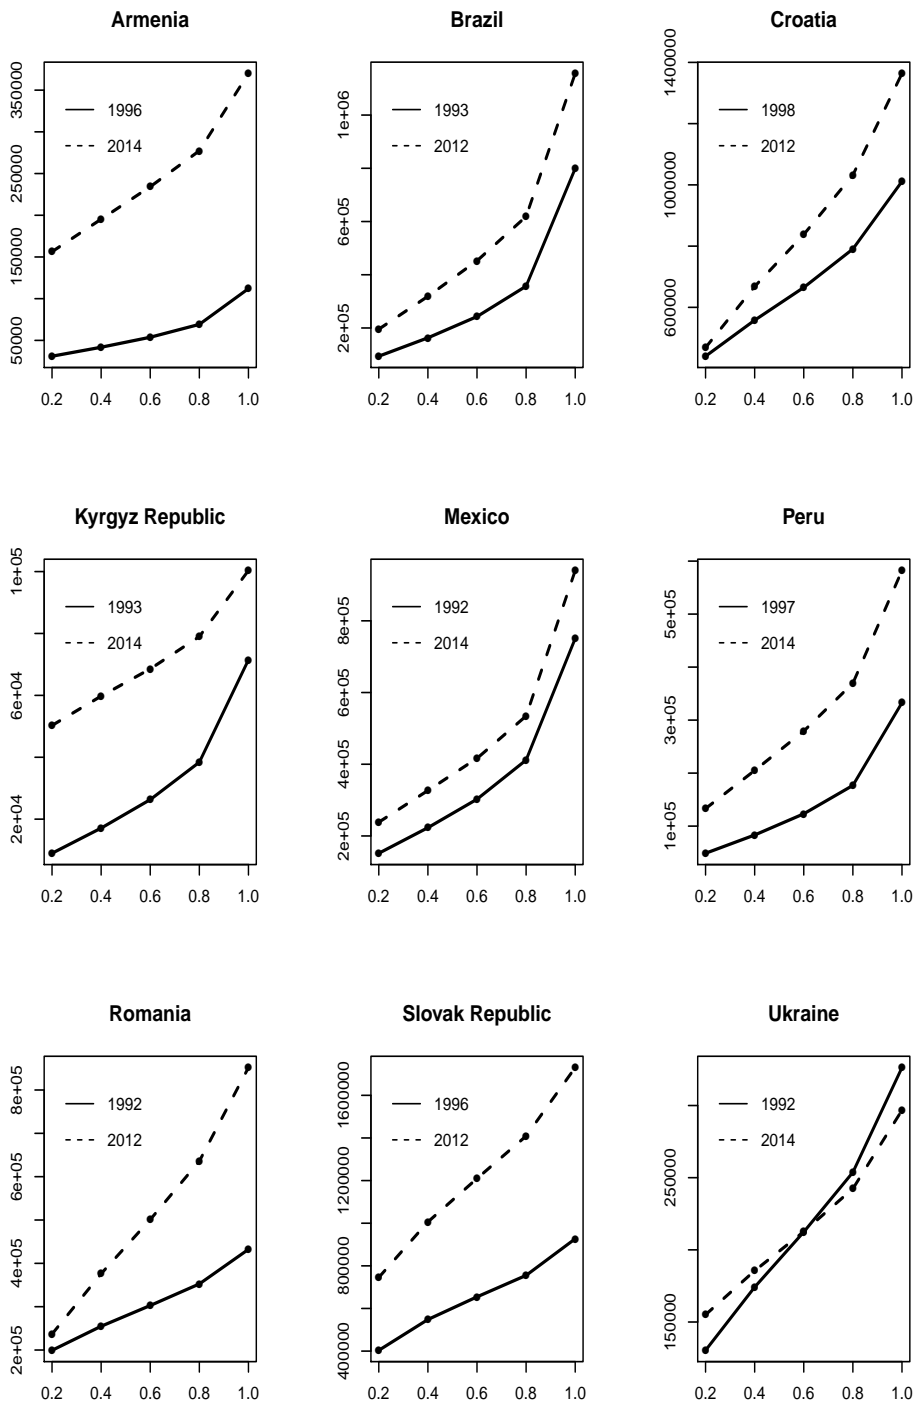 Armenia
350000
250000
150000
50000
1996
2014
0.2 0.4 0.6 0.8 1.0
Brazil
1e+06
6e+05
2e+05
1993
2012
0.2 0.4 0.6 0.8 1.0
Croatia
1400000
1000000
600000
1998
2012
0.2 0.4 0.6 0.8 1.0
Kyrgyz Republic
1e+05
6e+04
2e+04
1993
2014
0.2 0.4 0.6 0.8 1.0
Mexico
8e+05
6e+05
4e+05
2e+05
1992
2014
0.2 0.4 0.6 0.8 1.0
Peru
5e+05
3e+05
1e+05
1997
2014
0.2 0.4 0.6 0.8 1.0
Romania
8e+05
6e+05
4e+05
2e+05
1992
2012
0.2 0.4 0.6 0.8 1.0
Slovak Republic
1600000
1200000
800000
400000
1996
2012
0.2 0.4 0.6 0.8 1.0
Ukraine
250000
150000
1992
2014
0.2 0.4 0.6 0.8 1.0